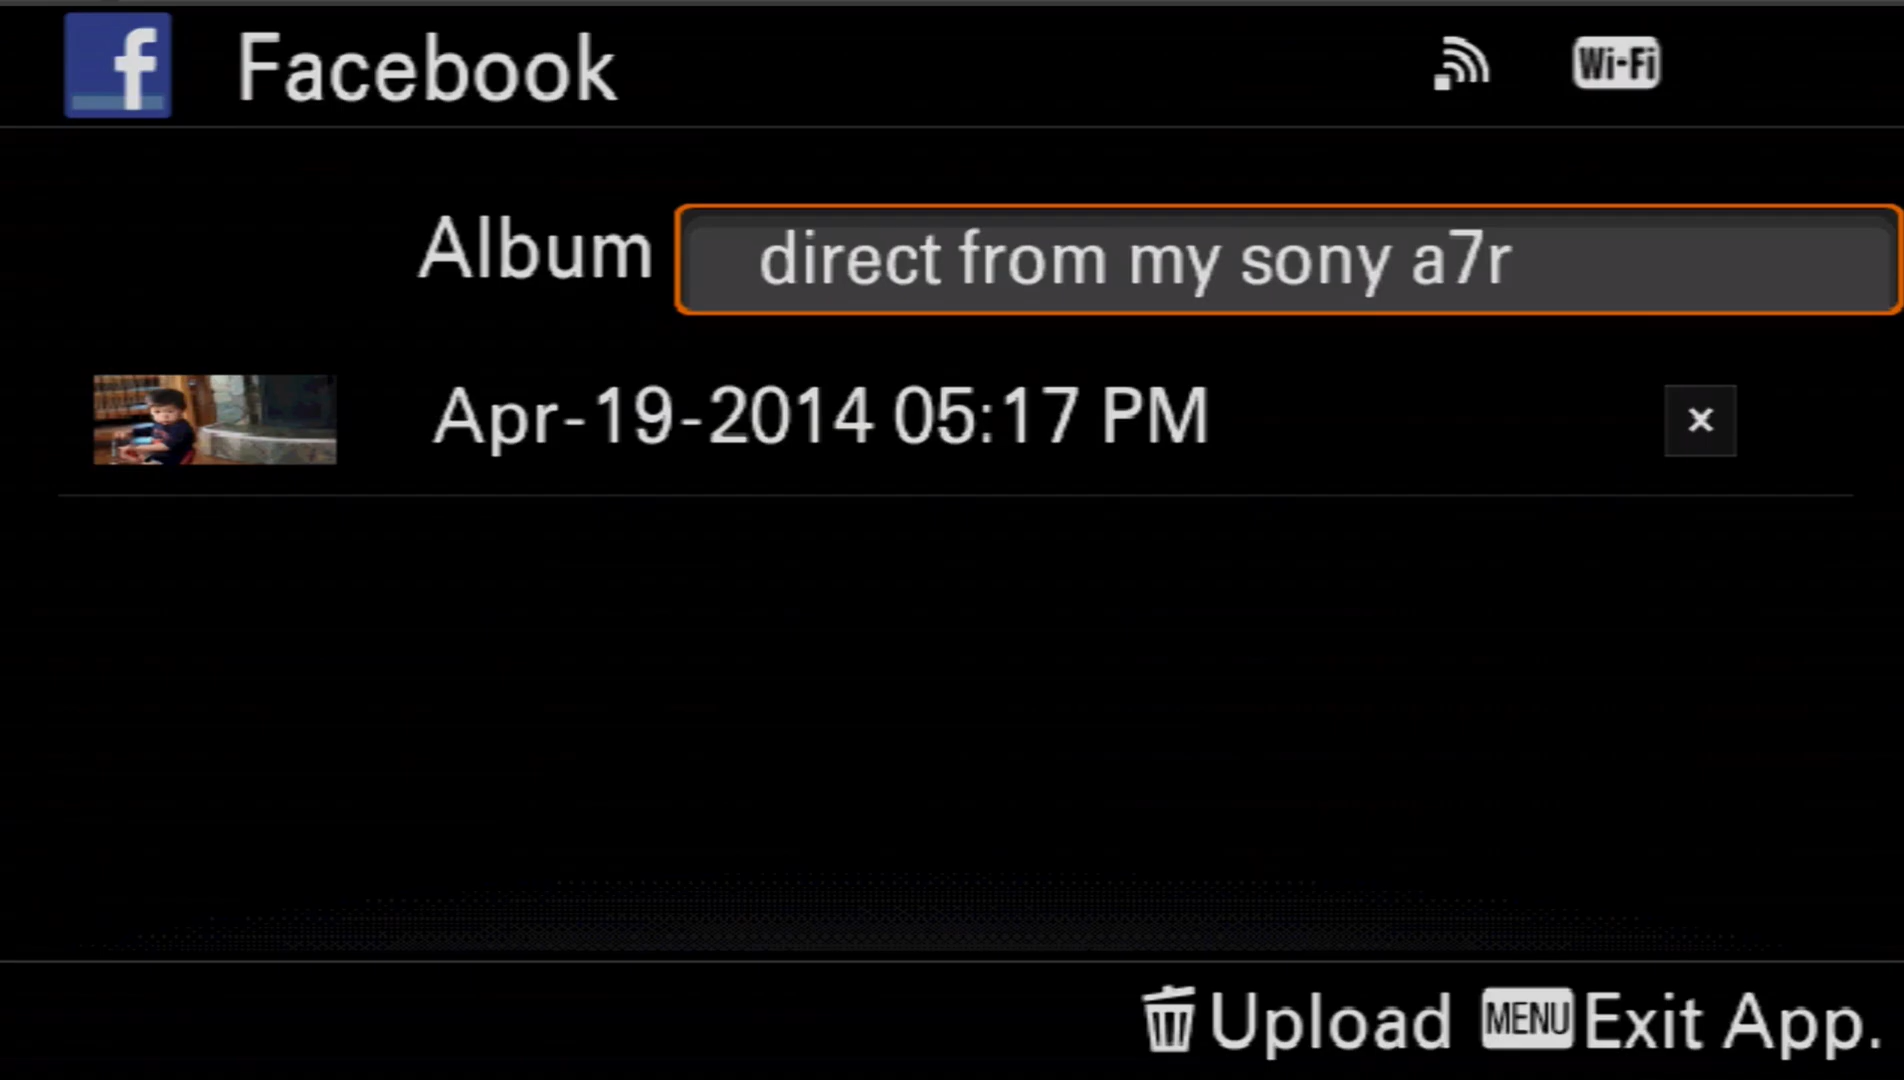 f Facebook Wi-Fi
Album direct from my sony a7r
Apr-19-2014 05:17 PM ×
Upload MENU Exit App.